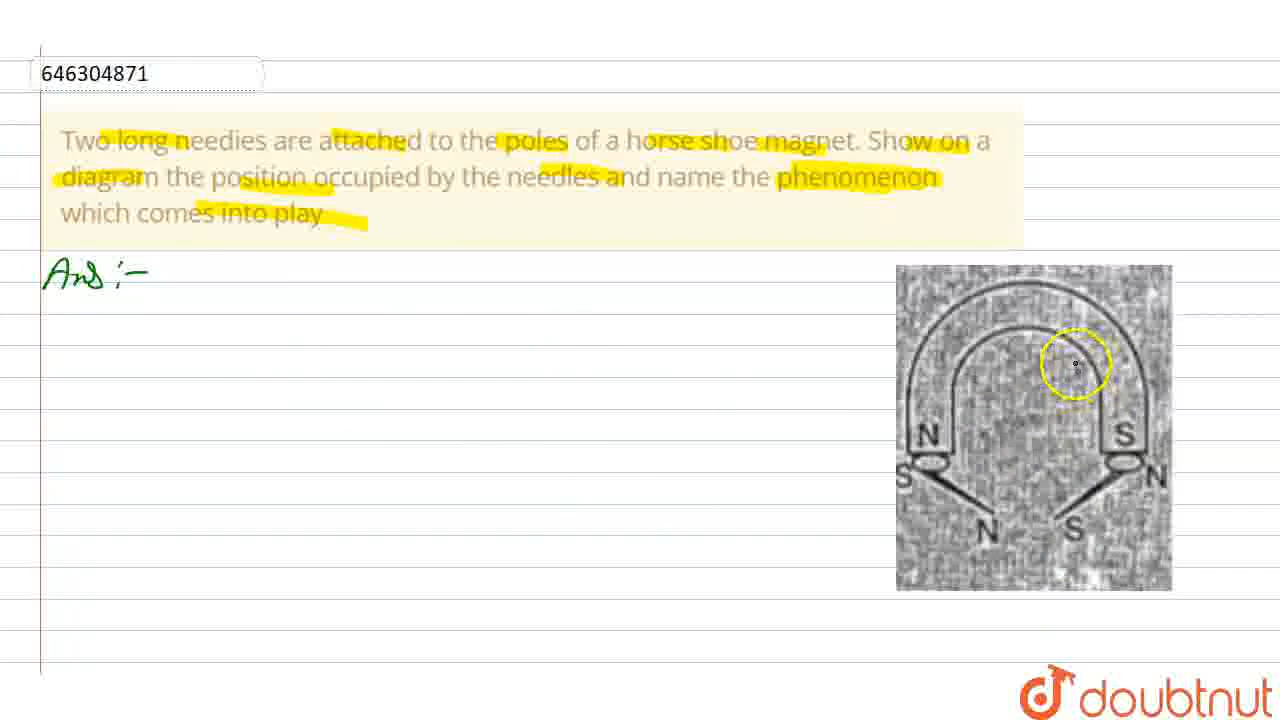 646304871
Two long needies are attached to the poles of a horse shoe magnet. Show on a
diagram the position occupied by the needles and name the phenomenon
which comes into play
Ans :-
N S
S N
N S
doubtnut